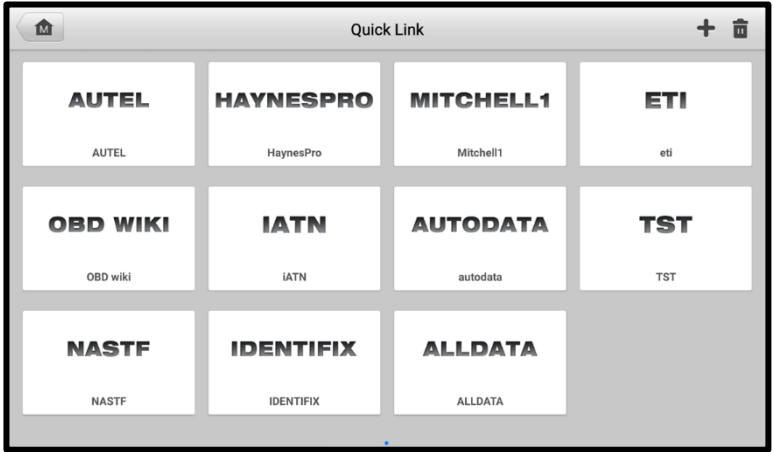 M
Quick Link
AUTEL
AUTEL
HAYNESPRO
HaynesPro
MITCHELL1
Mitchell1
ETI
eti
OBD WIKI
OBD wiki
IATN
iATN
AUTODATA
autodata
TST
TST
NASTF
NASTF
IDENTIFIX
IDENTIFIX
ALLDATA
ALLDATA